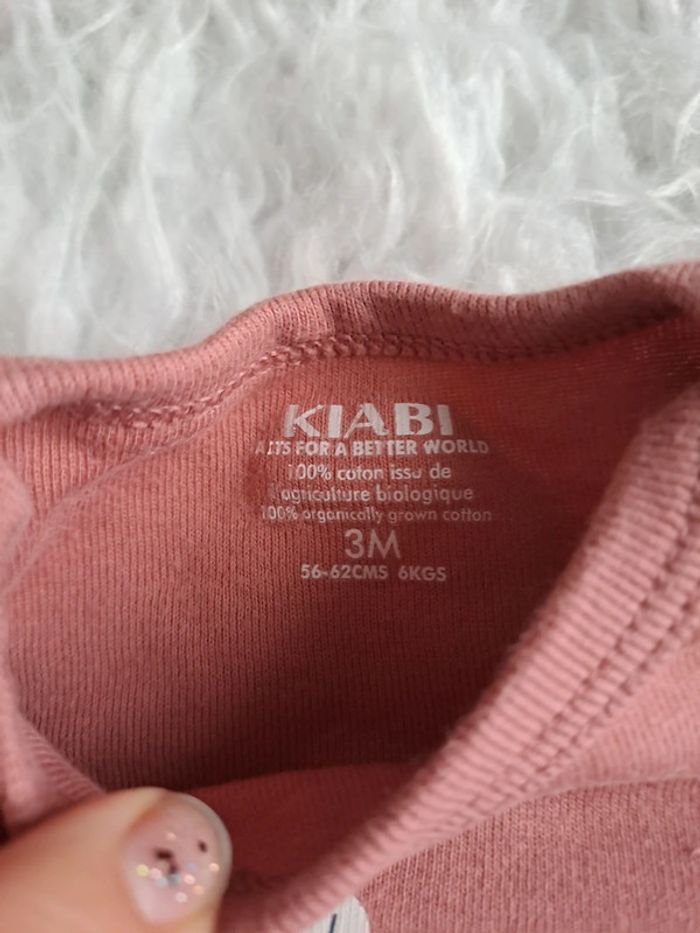 KIABI
ACTS FOR A BETTER WORLD
100% coton issu de
l'agriculture biologique
100% organically grown cotton
3M
56-62CMS 6KGS